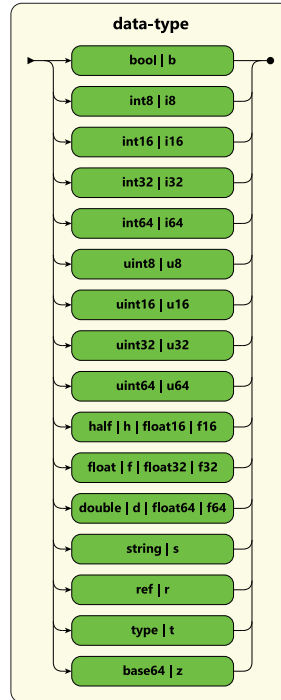 data-type
bool | b
int8 | i8
int16 | i16
int32 | i32
int64 | i64
uint8 | u8
uint16 | u16
uint32 | u32
uint64 | u64
half | h | float16 | f16
float | f | float32 | f32
double | d | float64 | f64
string | s
ref | r
type | t
base64 | z